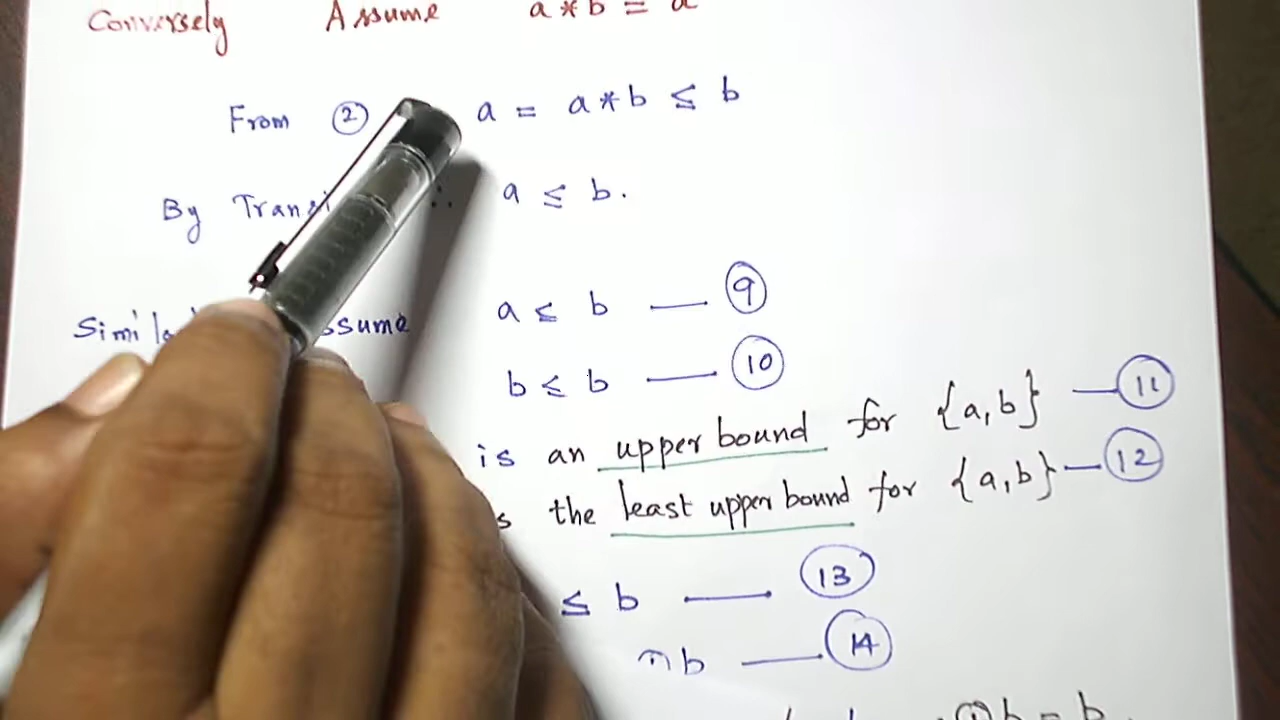 Conversely Assume a * b = a
From ② a = a * b ≤ b
By ∴ a ≤ b.
a ≤ b — ⑨
b ≤ b — ⑩
is an upper bound for {a, b} — ⑪
the least upper bound for {a, b} — ⑫
≤ b — ⑬
b — ⑭
b = b